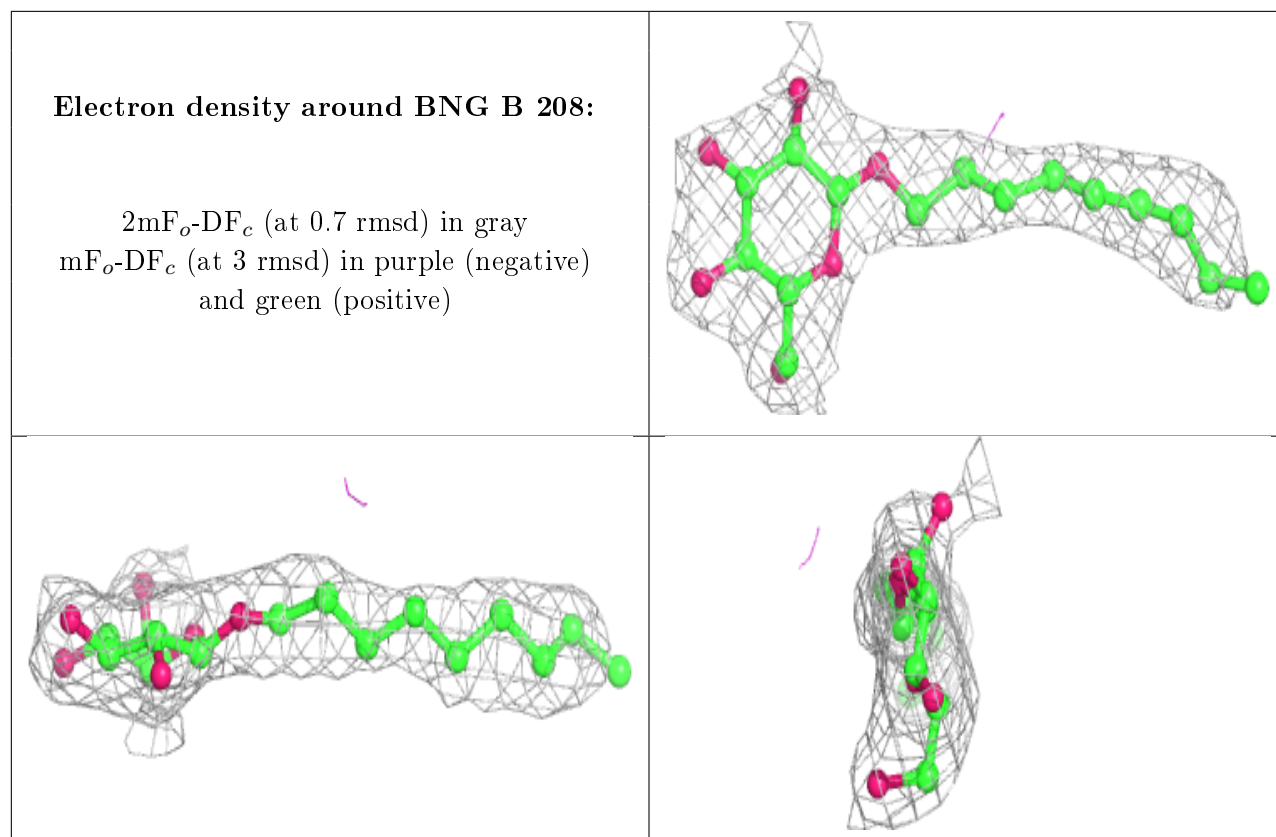 Electron density around BNG B 208:
2mFo-DFc (at 0.7 rmsd) in gray
mFo-DFc (at 3 rmsd) in purple (negative)
and green (positive)